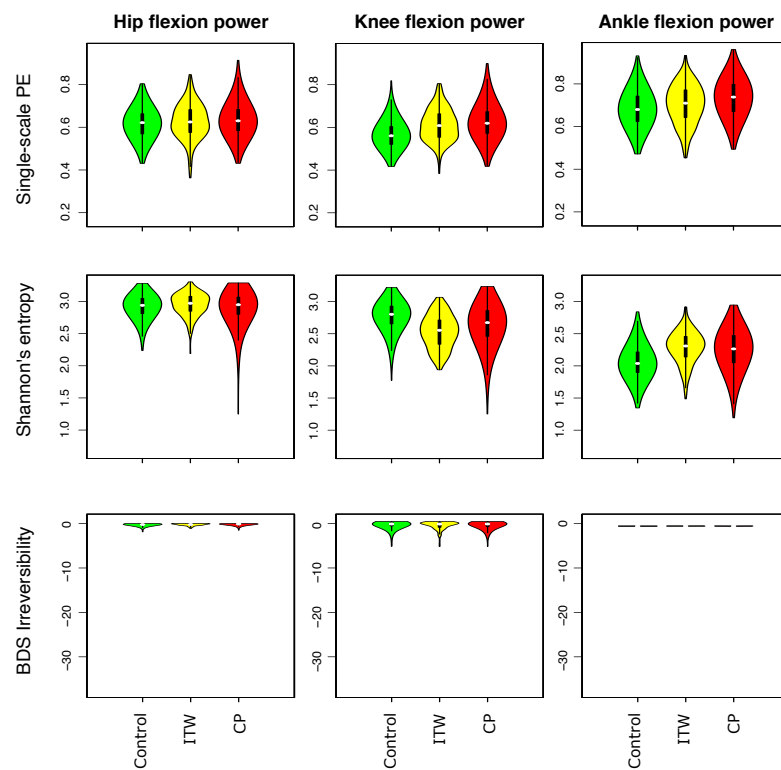 Hip flexion power
Knee flexion power
Ankle flexion power
Single-scale PE
0.2 0.4 0.6 0.8
0.2 0.4 0.6 0.8
0.2 0.4 0.6 0.8
Shannon's entropy
1.0 1.5 2.0 2.5 3.0
1.0 1.5 2.0 2.5 3.0
1.0 1.5 2.0 2.5 3.0
BDS Irreversibility
−30 −20 −10 0
−30 −20 −10 0
−30 −20 −10 0
Control ITW CP
Control ITW CP
Control ITW CP